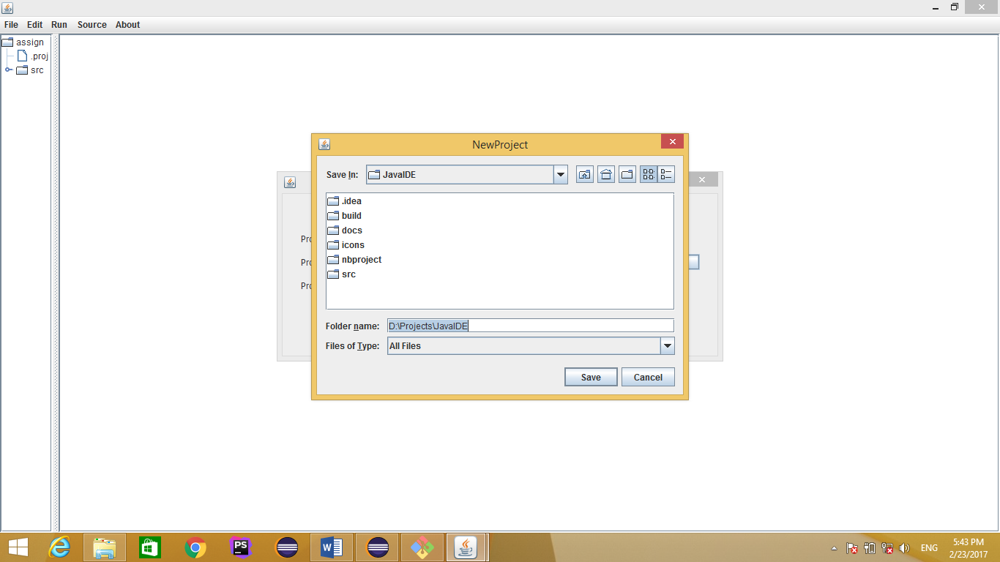 File Edit Run Source About
assign
.proj
src
NewProject
Save In: JavaIDE
.idea
build
docs
icons
nbproject
src
Pro
Pro
Pro
Folder name: D:\Projects\JavaIDE
Files of Type: All Files
Save Cancel
PS
W
ENG
5:43 PM
2/23/2017